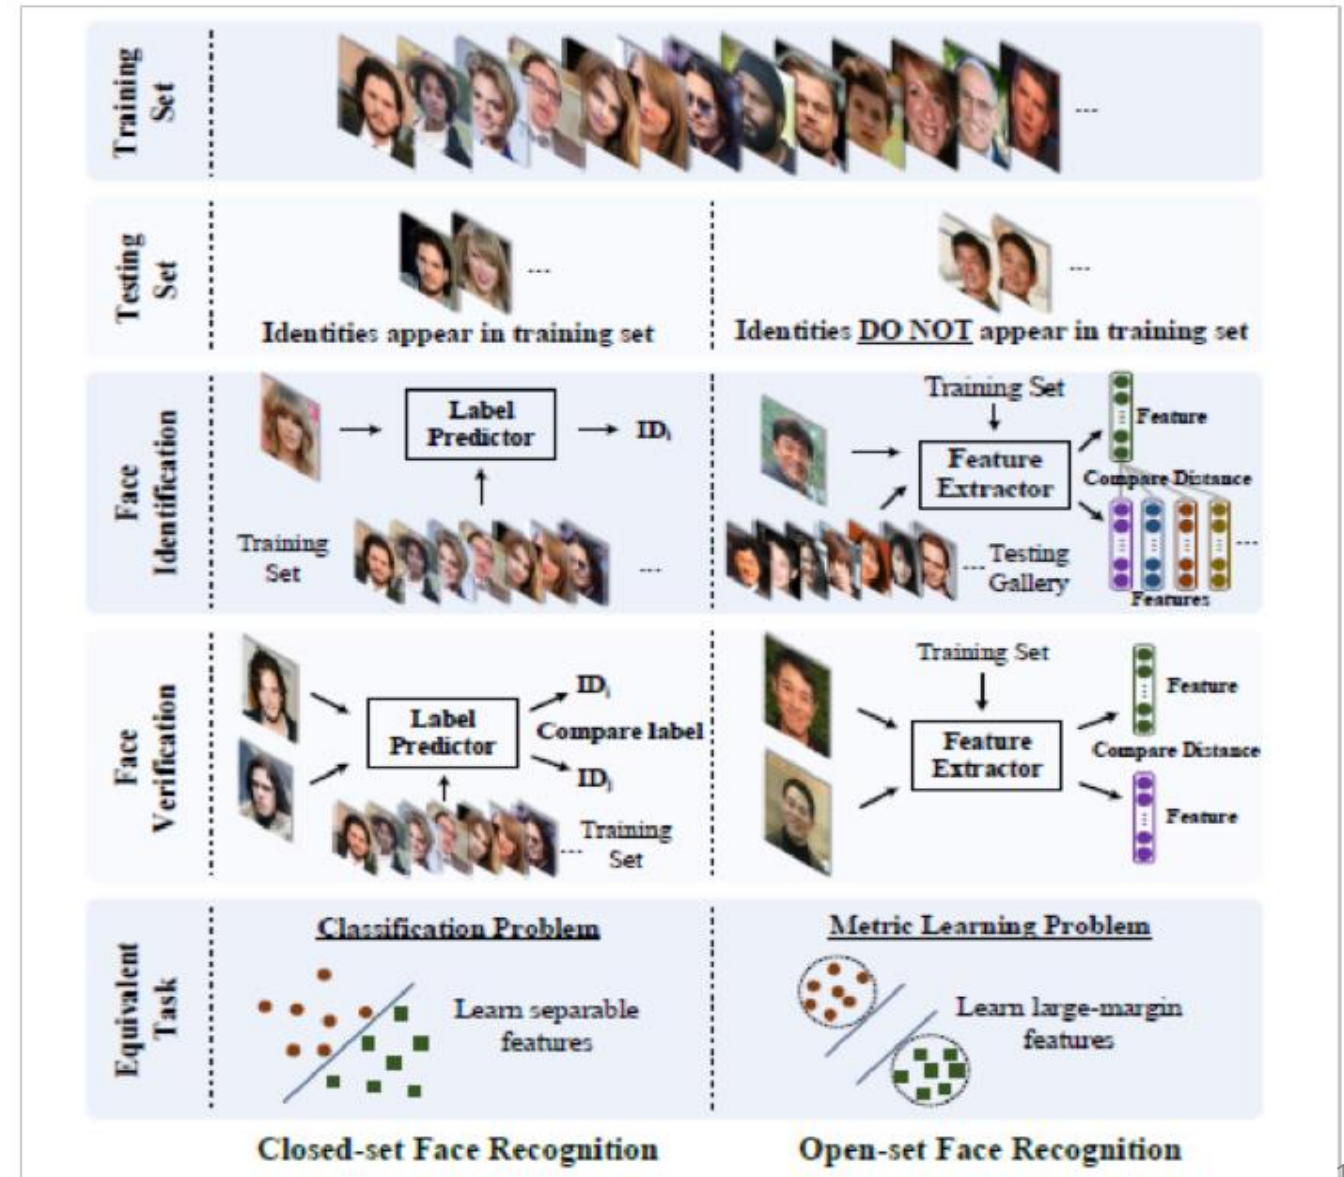 Training
Set
...
Testing
Set
...
Identities appear in training set
...
Identities DO NOT appear in training set
Face
Identification
Label
Predictor
IDi
Training
Set
...
Training Set
Feature
Extractor
Feature
Compare Distance
... Testing
Gallery
...
Features
Face
Verification
Label
Predictor
IDi
Compare label
IDj
... Training
Set
Training Set
Feature
Extractor
Feature
Compare Distance
Feature
Equivalent
Task
Classification Problem
Learn separable
features
Metric Learning Problem
Learn large-margin
features
Closed-set Face Recognition
Open-set Face Recognition